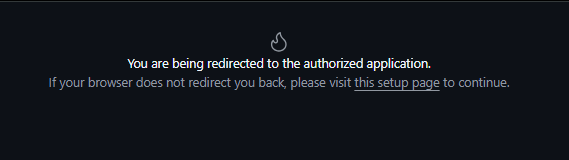 You are being redirected to the authorized application.
If your browser does not redirect you back, please visit this setup page to continue.